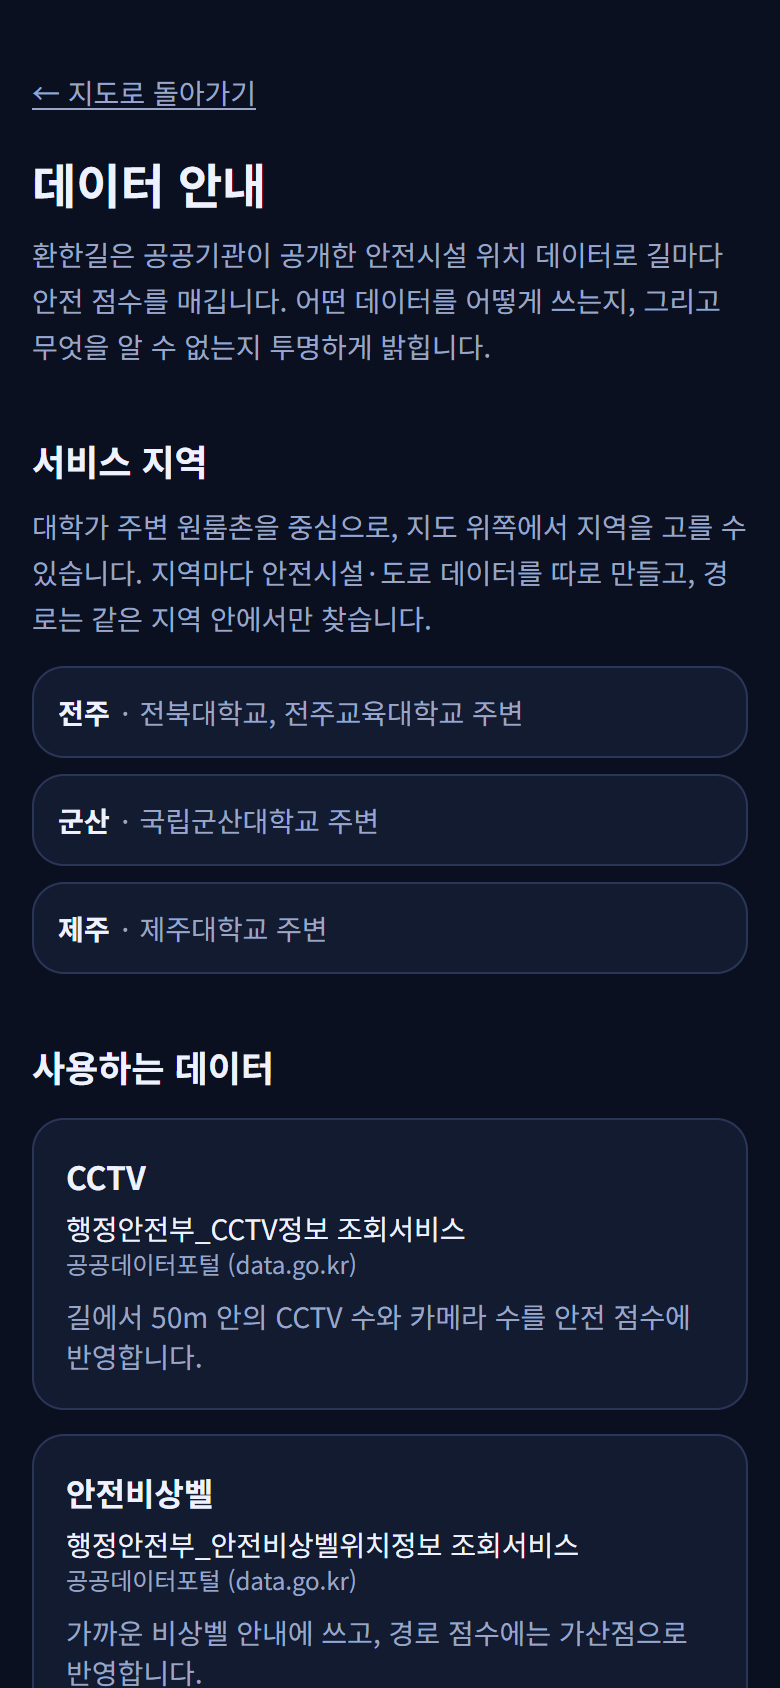 ← 지도로 돌아가기
데이터 안내
환한길은 공공기관이 공개한 안전시설 위치 데이터로 길마다
안전 점수를 매깁니다. 어떤 데이터를 어떻게 쓰는지, 그리고
무엇을 알 수 없는지 투명하게 밝힙니다.
서비스 지역
대학가 주변 원룸촌을 중심으로, 지도 위쪽에서 지역을 고를 수
있습니다. 지역마다 안전시설·도로 데이터를 따로 만들고, 경
로는 같은 지역 안에서만 찾습니다.
전주 · 전북대학교, 전주교육대학교 주변
군산 · 국립군산대학교 주변
제주 · 제주대학교 주변
사용하는 데이터
CCTV
행정안전부_CCTV정보 조회서비스
공공데이터포털 (data.go.kr)
길에서 50m 안의 CCTV 수와 카메라 수를 안전 점수에
반영합니다.
안전비상벨
행정안전부_안전비상벨위치정보 조회서비스
공공데이터포털 (data.go.kr)
가까운 비상벨 안내에 쓰고, 경로 점수에는 가산점으로
반영합니다.